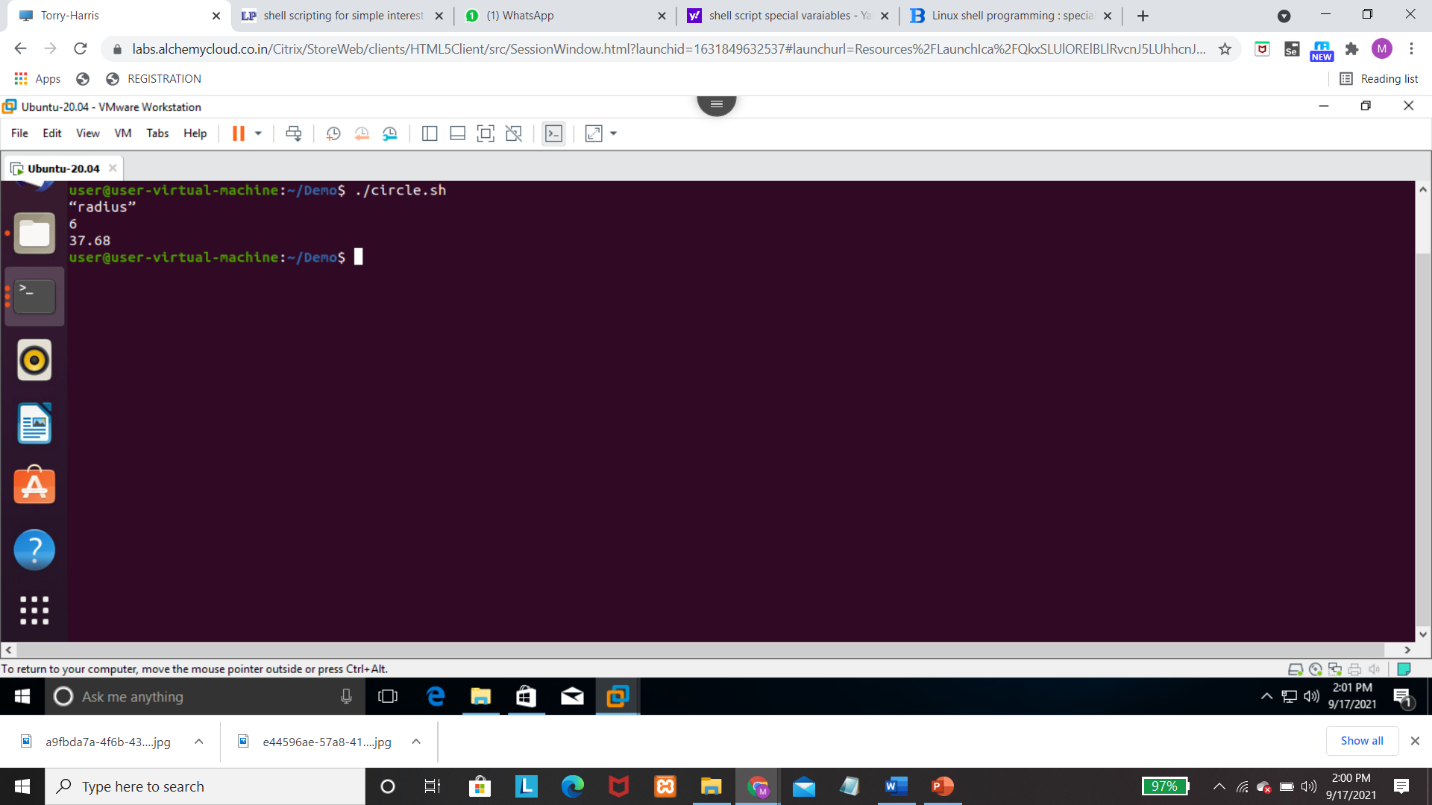 Torry-Harris
LP shell scripting for simple interest
1 (1) WhatsApp
y! shell script special varaiables - Ya
B Linux shell programming : specia
labs.alchemycloud.co.in/Citrix/StoreWeb/clients/HTML5Client/src/SessionWindow.html?launchid=1631849632537#launchurl=Resources%2FLaunchIca%2FQkxSLUlORElBLlRvcnJ5LUhhcnJ...
Se
NEW
M
Apps
REGISTRATION
Reading list
Ubuntu-20.04 - VMware Workstation
File Edit View VM Tabs Help
Ubuntu-20.04
user@user-virtual-machine:~/Demo$ ./circle.sh
“radius”
6
37.68
user@user-virtual-machine:~/Demo$
To return to your computer, move the mouse pointer outside or press Ctrl+Alt.
Ask me anything
2:01 PM
9/17/2021
1
a9fbda7a-4f6b-43....jpg
e44596ae-57a8-41....jpg
Show all
Type here to search
L
W
P
97%
2:00 PM
9/17/2021